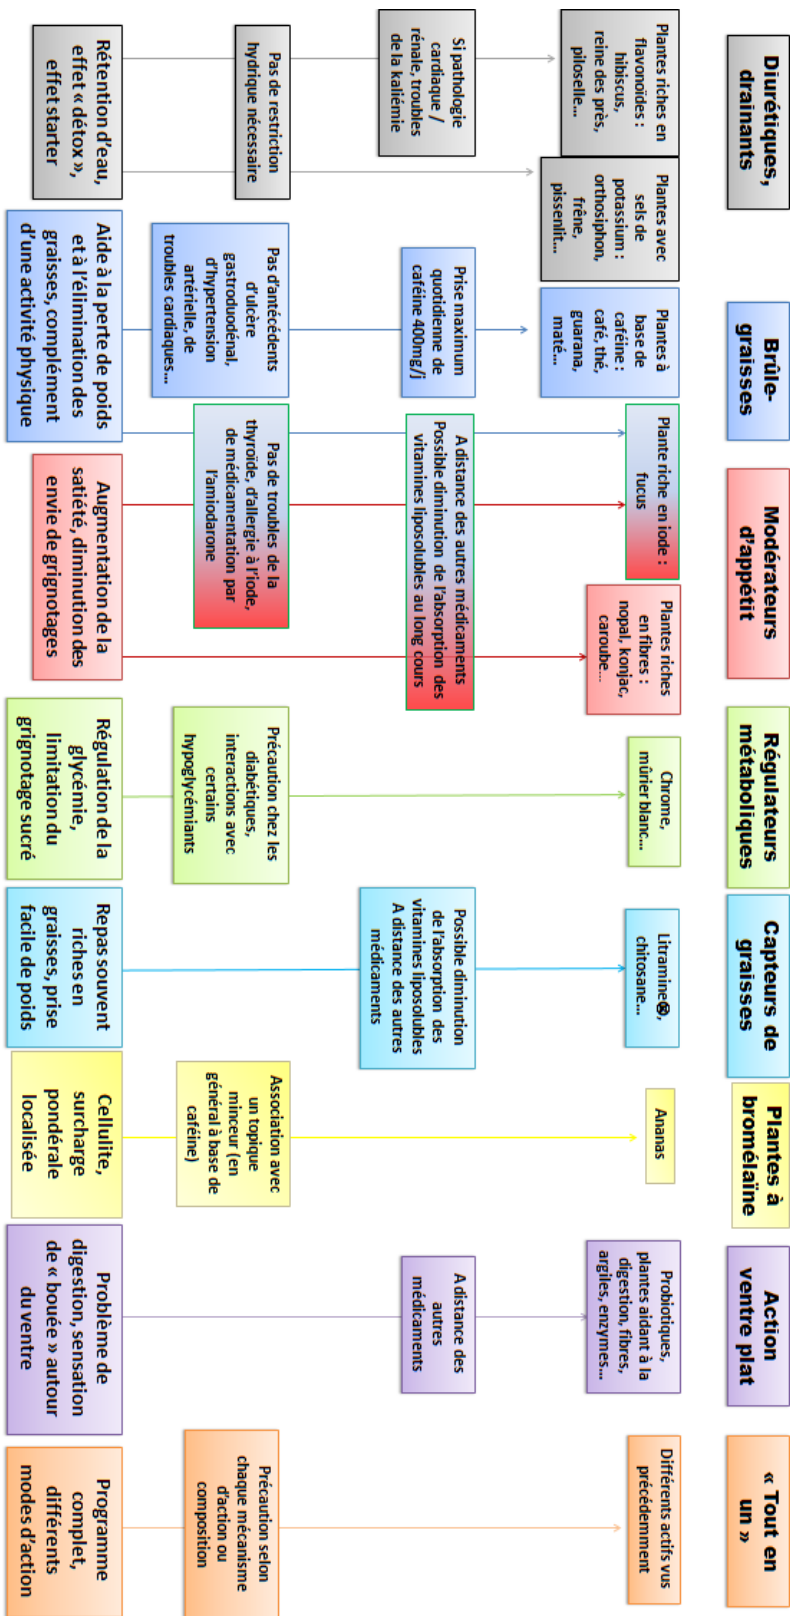 Diurétiques,
drainants
Brûle-
graisses
Modérateurs
d'appétit
Régulateurs
métaboliques
Capteurs de
graisses
Plantes à
bromélaïne
Action
ventre plat
« Tout en
un »
Plantes riches en
flavonoïdes :
hibiscus,
reine des près,
piloselle...
Plantes avec
sels de
potassium :
orthosiphon,
frêne,
pissenlit...
Plantes à
base de
caféine :
café, thé,
guarana,
maté...
Plante riche en iode :
fucus
Plantes riches
en fibres :
nopal, konjac,
caroube...
Chrome,
mûrier blanc...
Litramine®,
chitosane...
Ananas
Probiotiques,
plantes aidant à la
digestion, fibres,
argiles, enzymes...
Différents actifs vus
précédemment
Si pathologie
cardiaque /
rénale, troubles
de la kaliémie
Prise maximum
quotidienne de
caféine 400mg/j
A distance des autres médicaments
Possible diminution de l'absorption des
vitamines liposolubles au long cours
Possible diminution
de l'absorption des
vitamines liposolubles
A distance des autres
médicaments
A distance des
autres
médicaments
Pas de restriction
hydrique nécessaire
Pas d'antécédents
d'ulcère
gastroduodénal,
d'hypertension
artérielle, de
troubles cardiaques...
Pas de troubles de la
thyroïde, d'allergie à l'iode,
de médicamentation par
l'amiodarone
Précaution chez les
diabétiques,
interactions avec
certains
hypoglycémiants
Association avec
un topique
minceur (en
général à base de
caféine)
Précaution selon
chaque mécanisme
d'action ou
composition
Rétention d'eau,
effet « détox »,
effet starter
Aide à la perte de poids
et à l'élimination des
graisses, complément
d'une activité physique
Augmentation de la
satiété, diminution des
envie de grignotages
Régulation de la
glycémie,
limitation du
grignotage sucré
Repas souvent
riches en
graisses, prise
facile de poids
Cellulite,
surcharge
pondérale
localisée
Problème de
digestion, sensation
de « bouée » autour
du ventre
Programme
complet,
différents
modes d'action